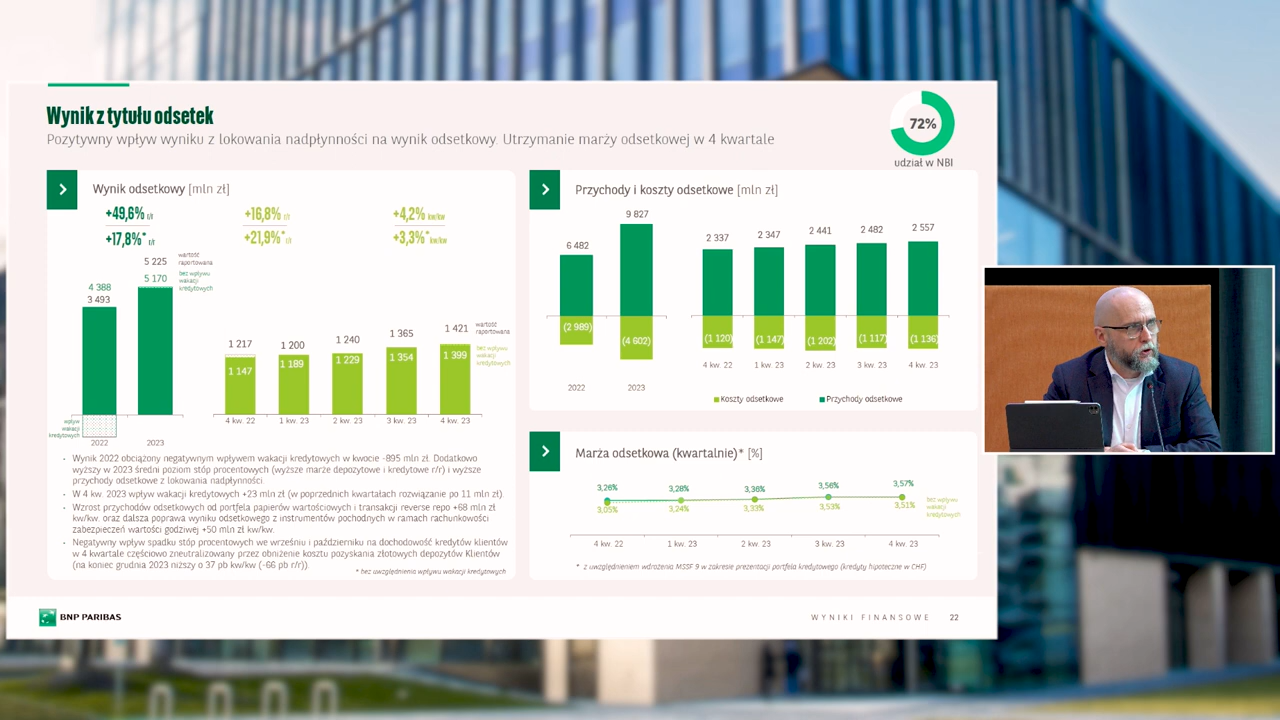 Wynik z tytułu odsetek
Pozytywny wpływ wyniku z lokowania nadpłynności na wynik odsetkowy. Utrzymanie marży odsetkowej w 4 kwartale
72%
udział w NBI
Wynik odsetkowy [mln zł]
+49,6% r/r
+17,8%* r/r
+16,8% r/r
+21,9%* r/r
+4,2% kw/kw
+3,3%* kw/kw
5 225
wartość
raportowana
5 170
bez wpływu
wakacji
kredytowych
4 388
3 493
wpływ
wakacji
kredytowych
2022
2023
1 217
1 200
1 240
1 365
1 421
wartość
raportowana
1 147
1 189
1 229
1 354
1 399
bez wpływu
wakacji
kredytowych
4 kw. 22
1 kw. 23
2 kw. 23
3 kw. 23
4 kw. 23
• Wynik 2022 obciążony negatywnym wpływem wakacji kredytowych w kwocie -895 mln zł. Dodatkowo
wyższy w 2023 średni poziom stóp procentowych (wyższe marże depozytowe i kredytowe r/r) i wyższe
przychody odsetkowe z lokowania nadpłynności.
• W 4 kw. 2023 wpływ wakacji kredytowych +23 mln zł (w poprzednich kwartałach rozwiązanie po 11 mln zł).
• Wzrost przychodów odsetkowych od portfela papierów wartościowych i transakcji reverse repo +68 mln zł
kw/kw. oraz dalsza poprawa wyniku odsetkowego z instrumentów pochodnych w ramach rachunkowości
zabezpieczeń wartości godziwej +50 mln zł kw/kw.
• Negatywny wpływ spadku stóp procentowych we wrześniu i październiku na dochodowość kredytów klientów
w 4 kwartale częściowo zneutralizowany przez obniżenie kosztu pozyskania złotowych depozytów Klientów
(na koniec grudnia 2023 niższy o 37 pb kw/kw (-66 pb r/r)).
* bez uwzględnienia wpływu wakacji kredytowych
Przychody i koszty odsetkowe [mln zł]
6 482
9 827
(2 989)
(4 602)
2022
2023
2 337
2 347
2 441
2 482
2 557
(1 120)
(1 147)
(1 202)
(1 117)
(1 136)
4 kw. 22
1 kw. 23
2 kw. 23
3 kw. 23
4 kw. 23
Koszty odsetkowe
Przychody odsetkowe
Marża odsetkowa (kwartalnie)* [%]
3,26%
3,28%
3,36%
3,56%
3,57%
3,05%
3,24%
3,33%
3,53%
3,51%
bez wpływu
wakacji
kredytowych
4 kw. 22
1 kw. 23
2 kw. 23
3 kw. 23
4 kw. 23
* z uwzględnieniem wdrożenia MSSF 9 w zakresie prezentacji portfela kredytowego (kredyty hipoteczne w CHF)
BNP PARIBAS
WYNIKI FINANSOWE 22